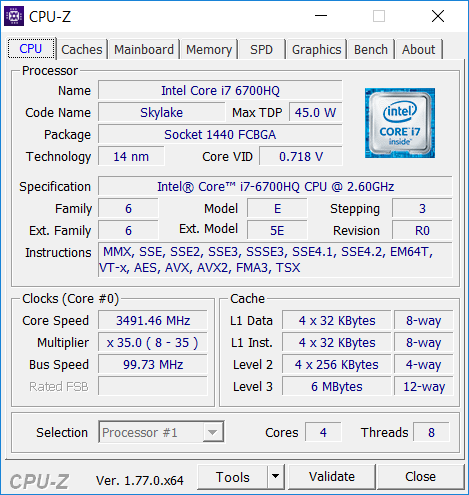 CPU-Z
CPU Caches Mainboard Memory SPD Graphics Bench About
Processor
Name Intel Core i7 6700HQ
Code Name Skylake Max TDP 45.0 W
Package Socket 1440 FCBGA
Technology 14 nm Core VID 0.718 V
intel
CORE i7
inside™
Specification Intel® Core™ i7-6700HQ CPU @ 2.60GHz
Family 6 Model E Stepping 3
Ext. Family 6 Ext. Model 5E Revision R0
Instructions MMX, SSE, SSE2, SSE3, SSSE3, SSE4.1, SSE4.2, EM64T,
VT-x, AES, AVX, AVX2, FMA3, TSX
Clocks (Core #0) Cache
Core Speed 3491.46 MHz L1 Data 4 x 32 KBytes 8-way
Multiplier x 35.0 ( 8 - 35 ) L1 Inst. 4 x 32 KBytes 8-way
Bus Speed 99.73 MHz Level 2 4 x 256 KBytes 4-way
Rated FSB Level 3 6 MBytes 12-way
Selection Processor #1 Cores 4 Threads 8
CPU-Z Ver. 1.77.0.x64 Tools Validate Close